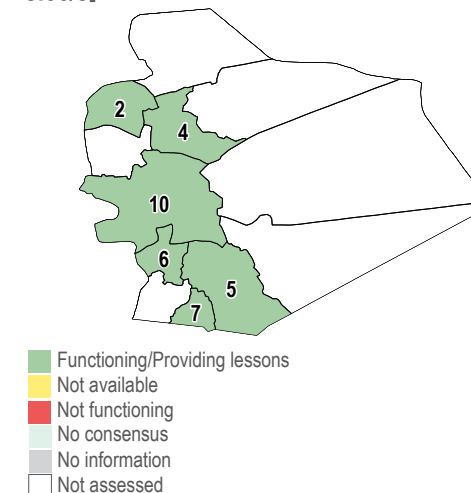 2
4
10
6
5
7
Functioning/Providing lessons
Not available
Not functioning
No consensus
No information
Not assessed